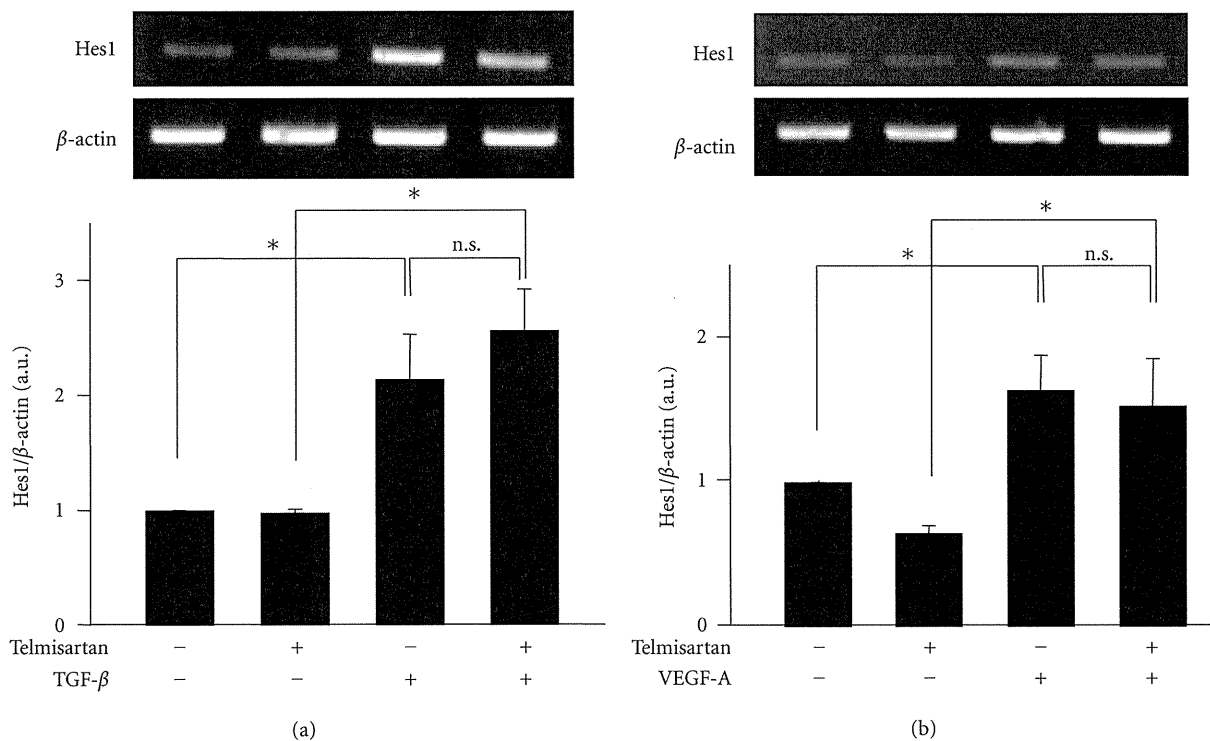 Hes1
β-actin
*
*
n.s.
3
2
1
0
Hes1/β-actin (a.u.)
Telmisartan − + − +
TGF-β − − + +
(a)
Hes1
β-actin
*
*
n.s.
2
1
0
Hes1/β-actin (a.u.)
Telmisartan − + − +
VEGF-A − − + +
(b)